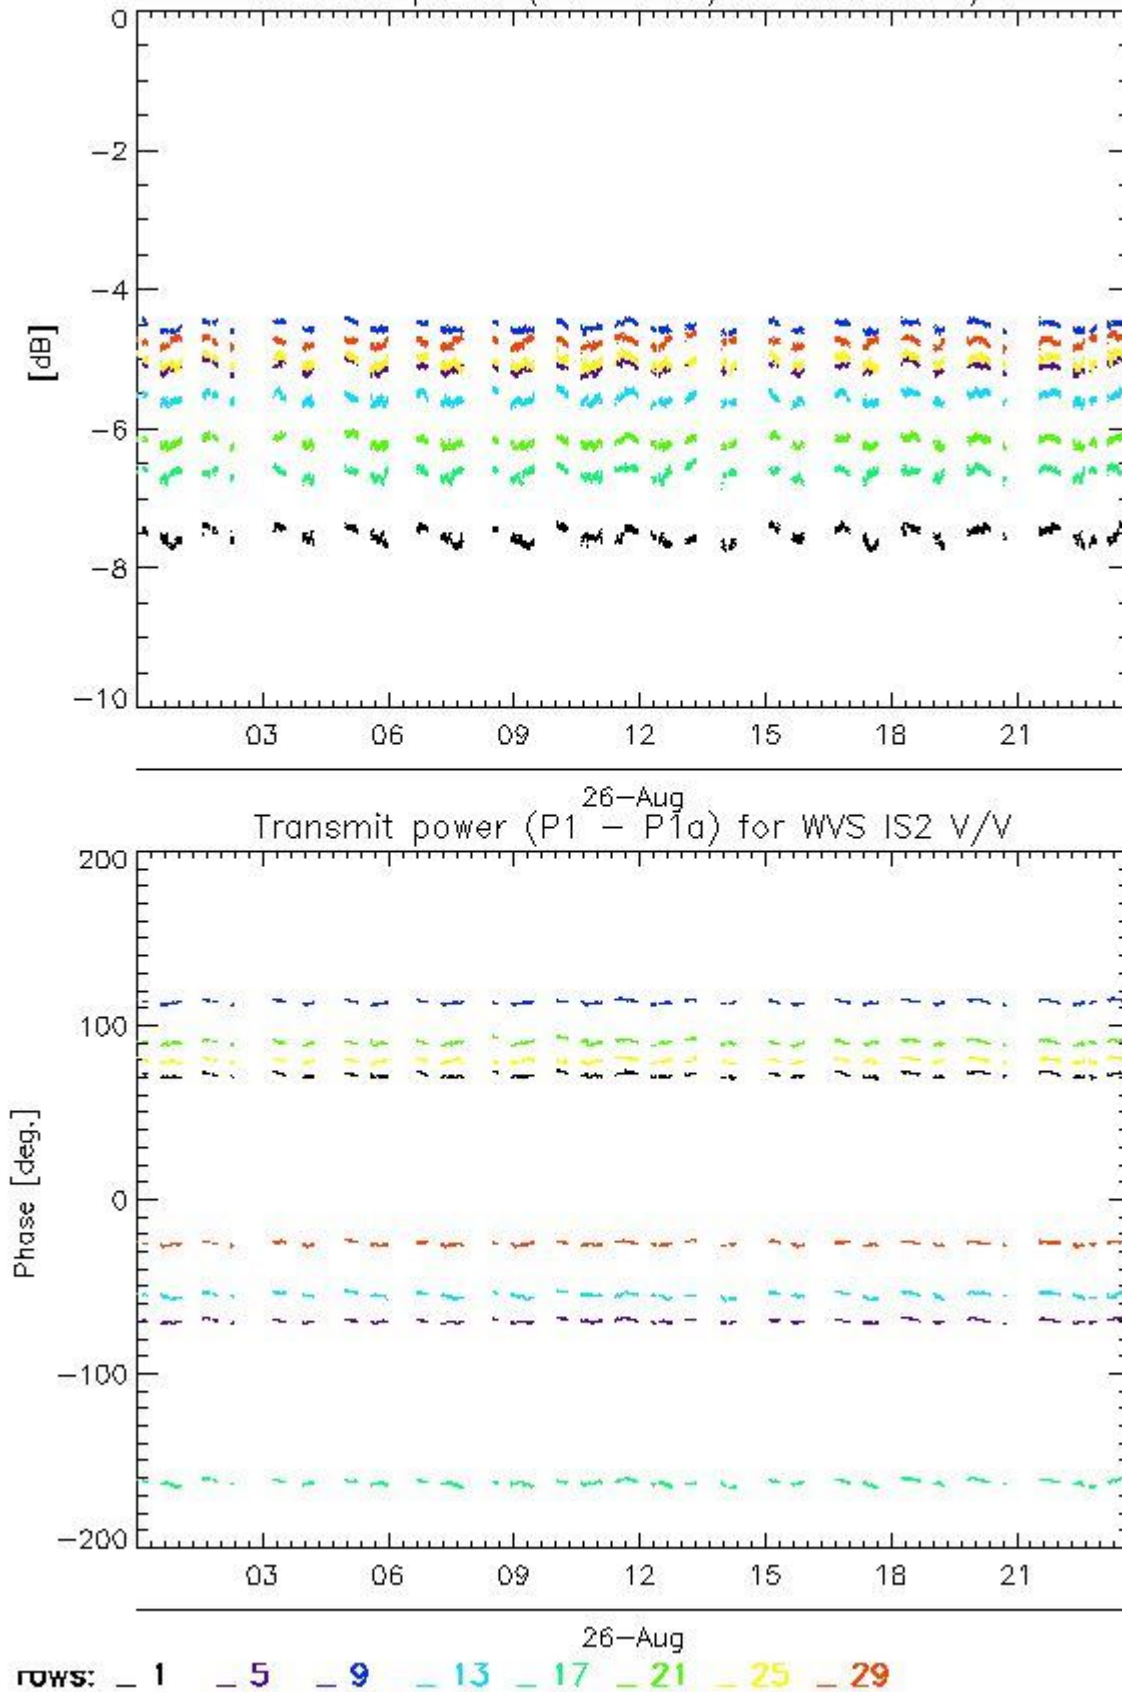 0
-2
-4
[dB]
-6
-8
-10
03 06 09 12 15 18 21
26-Aug
Transmit power (P1 - P1a) for WVS IS2 V/V
200
100
0
Phase [deg.]
-100
-200
03 06 09 12 15 18 21
26-Aug
rows: _ 1 _ 5 _ 9 _ 13 _ 17 _ 21 _ 25 _ 29